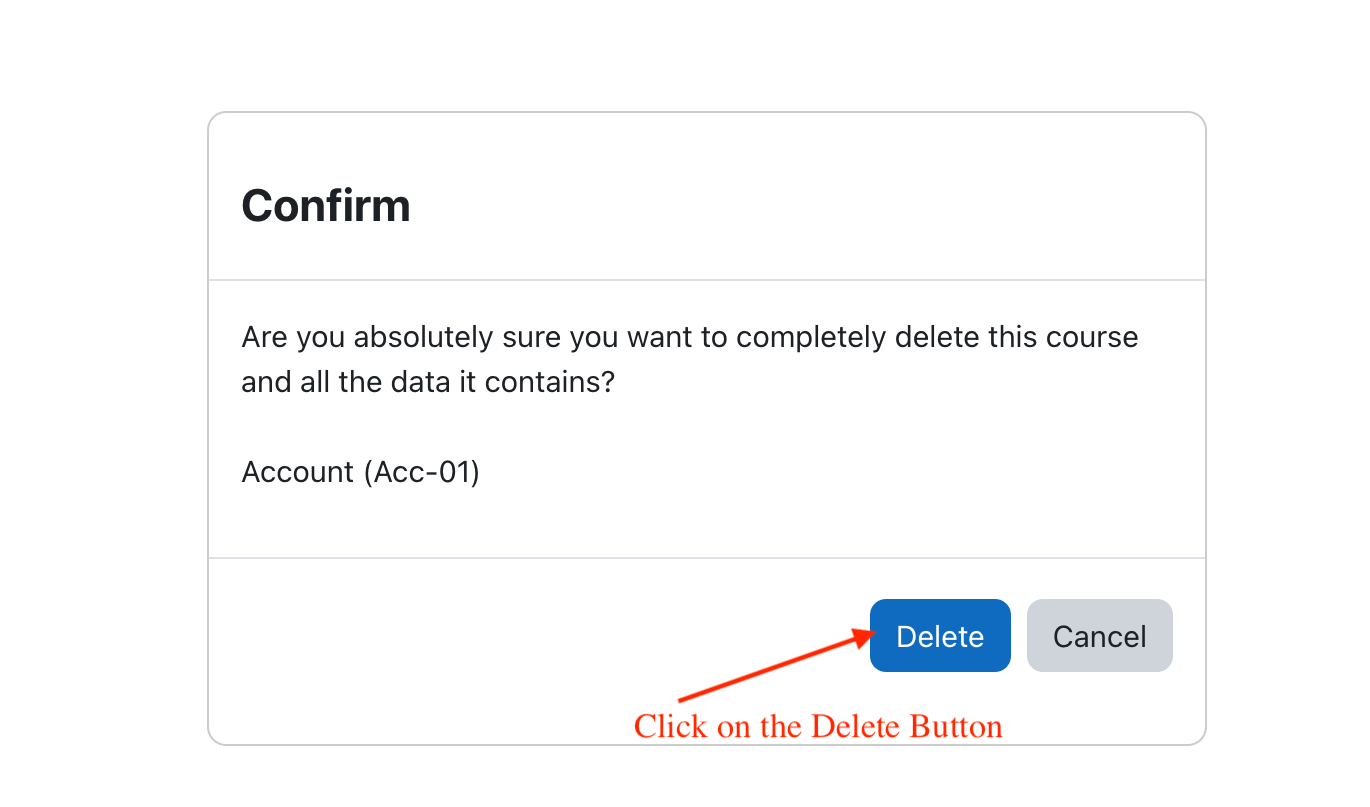 Confirm
Are you absolutely sure you want to completely delete this course
and all the data it contains?
Account (Acc-01)
Delete
Cancel
Click on the Delete Button